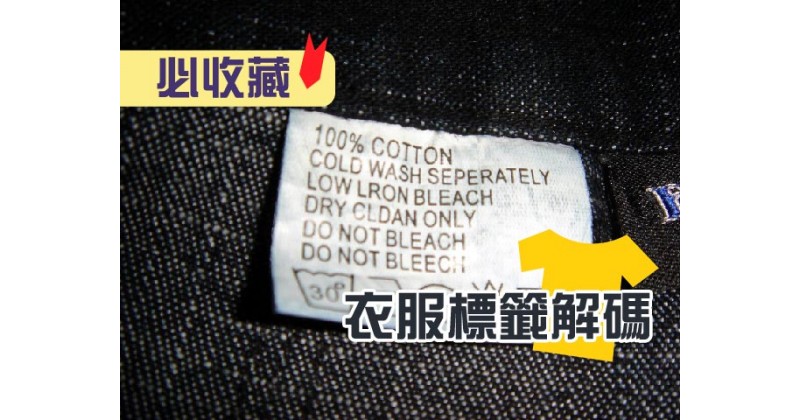 必收藏
100% COTTON
COLD WASH SEPERATELY
LOW LRON BLEACH
DRY CLDAN ONLY
DO NOT BLEACH
DO NOT BLEECH
30°
衣服標籤解碼